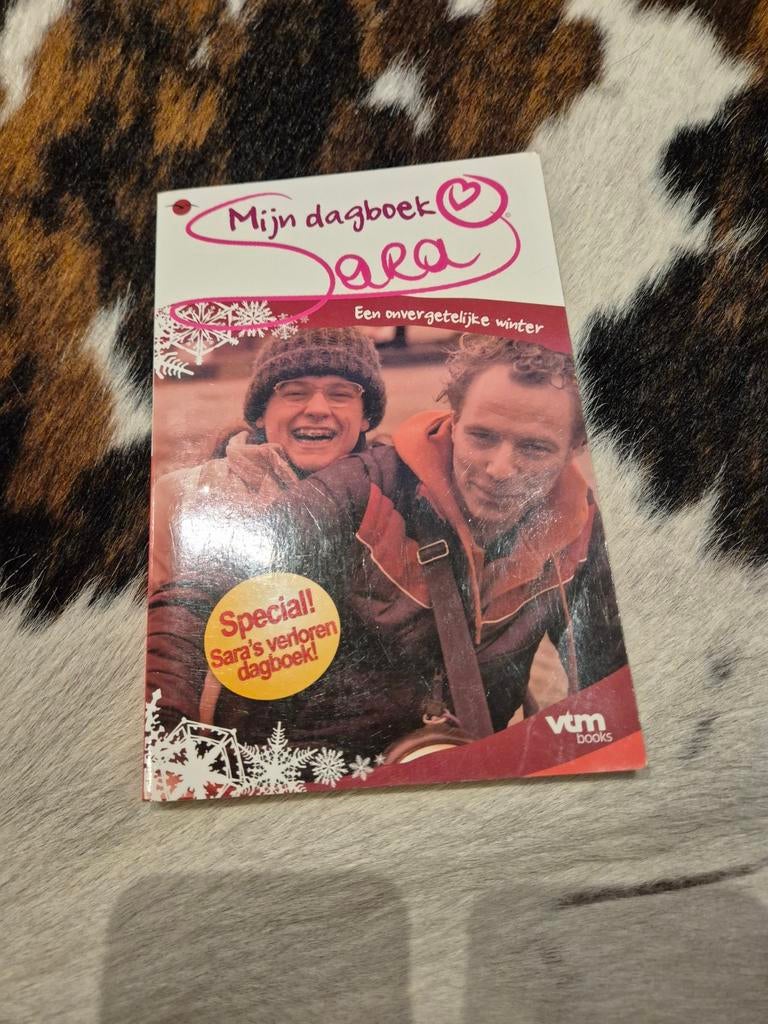 Mijn dagboek
Sara
Een onvergetelijke winter
Special!
Sara's verloren
dagboek!
vtm
books